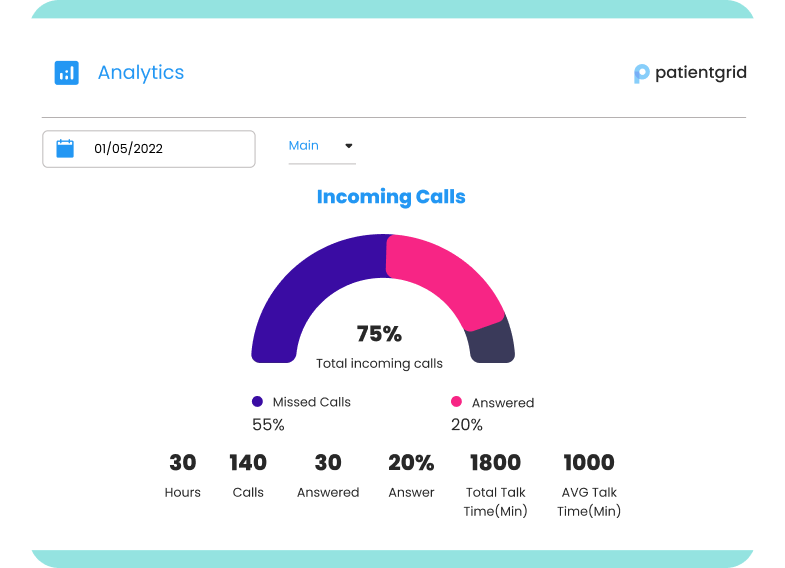 Analytics
patientgrid
01/05/2022
Main
Incoming Calls
75%
Total incoming calls
Missed Calls
55%
Answered
20%
30
Hours
140
Calls
30
Answered
20%
Answer
1800
Total Talk
Time(Min)
1000
AVG Talk
Time(Min)